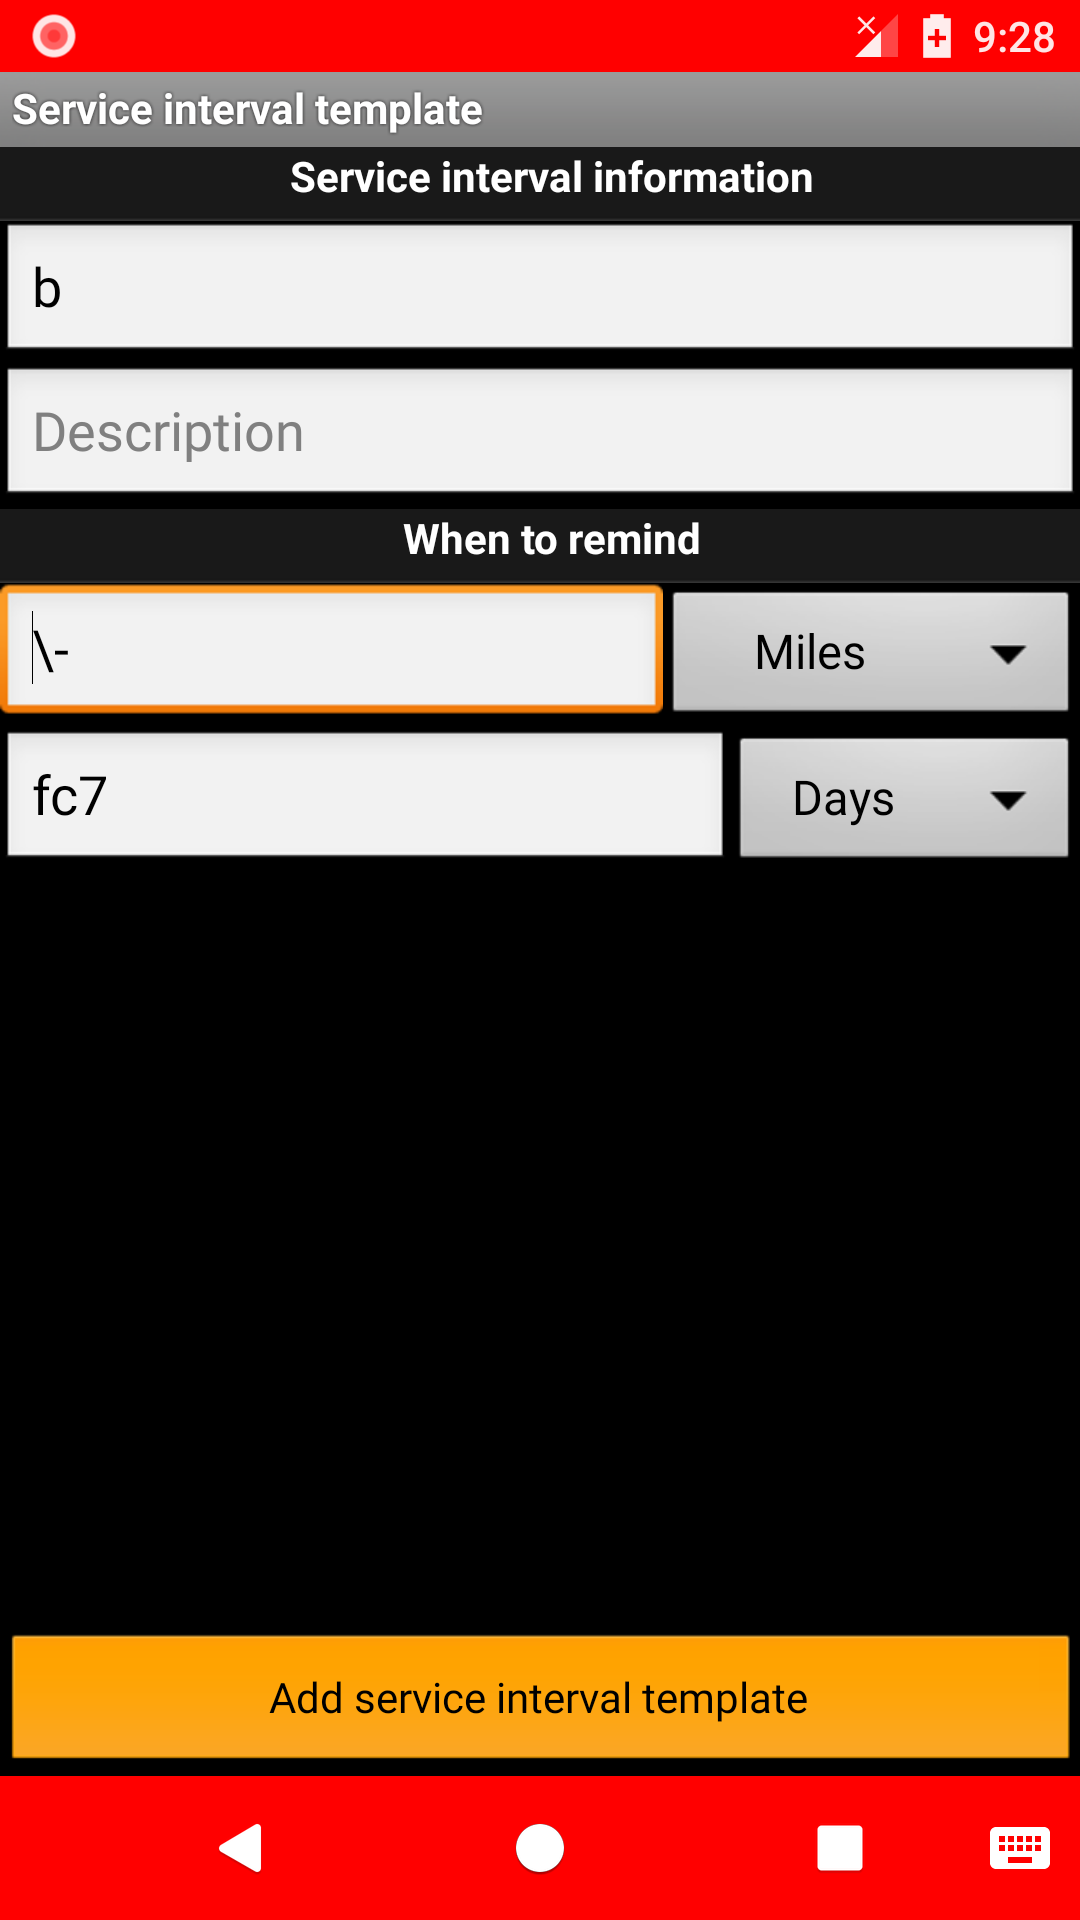 9:28
Service interval template
Service interval information
b
Description
When to remind
\-
Miles
fc7
Days
Add service interval template